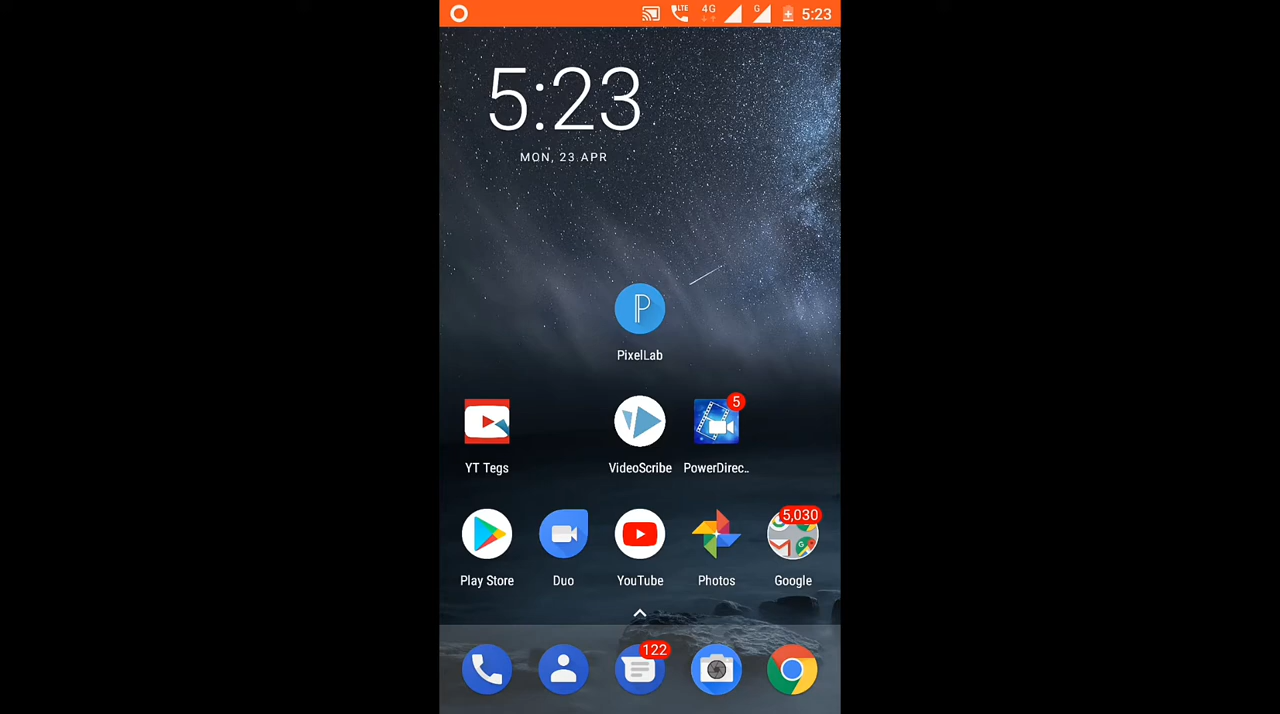 LTE 4G G 5:23
5:23
MON, 23 APR
PixelLab
5
YT Tegs VideoScribe PowerDirec..
5,030
Play Store Duo YouTube Photos Google
122